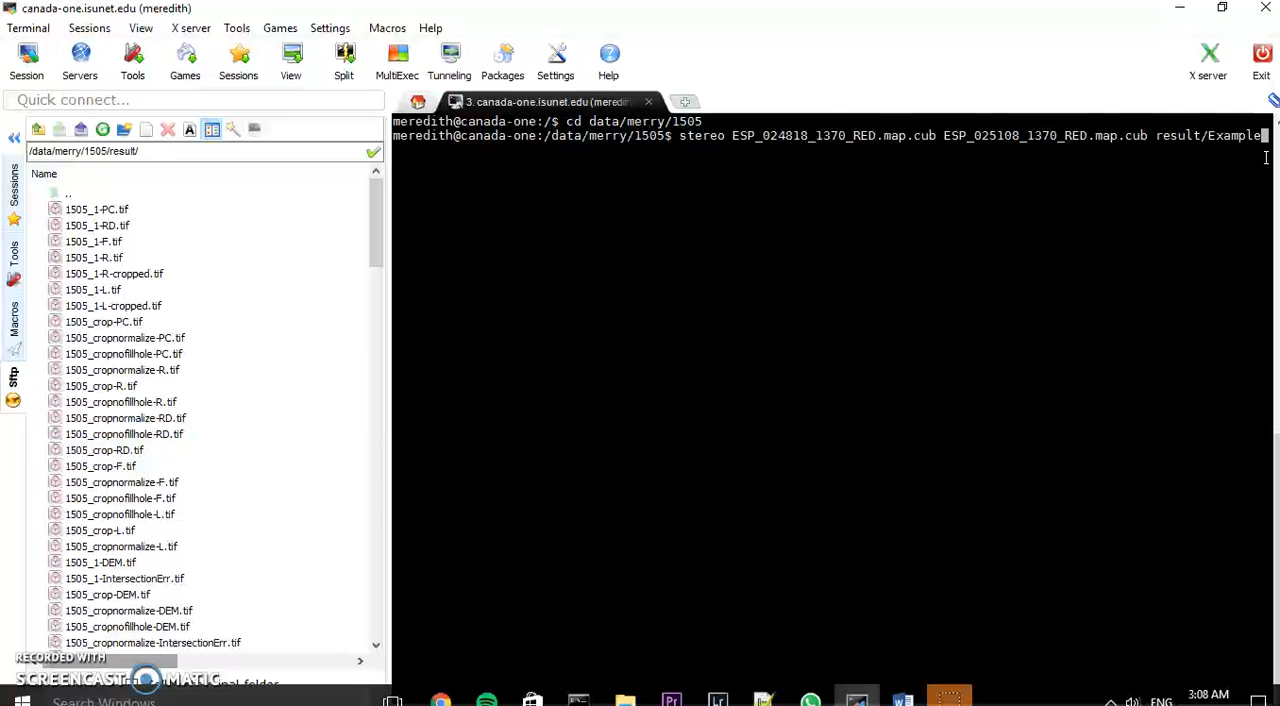 canada-one.isunet.edu (meredith)
Terminal Sessions View X server Tools Games Settings Macros Help
Session Servers Tools Games Sessions View Split MultiExec Tunneling Packages Settings Help X server Exit
Quick connect...
3. canada-one.isunet.edu (meredith
/data/merry/1505/result/
Name
..
1505_1-PC.tif
1505_1-RD.tif
1505_1-F.tif
1505_1-R.tif
1505_1-R-cropped.tif
1505_1-L.tif
1505_1-L-cropped.tif
1505_crop-PC.tif
1505_cropnormalize-PC.tif
1505_cropnofillhole-PC.tif
1505_cropnormalize-R.tif
1505_crop-R.tif
1505_cropnofillhole-R.tif
1505_cropnormalize-RD.tif
1505_cropnofillhole-RD.tif
1505_crop-RD.tif
1505_crop-F.tif
1505_cropnormalize-F.tif
1505_cropnofillhole-F.tif
1505_cropnofillhole-L.tif
1505_crop-L.tif
1505_cropnormalize-L.tif
1505_1-DEM.tif
1505_1-IntersectionErr.tif
1505_crop-DEM.tif
1505_cropnormalize-DEM.tif
1505_cropnofillhole-DEM.tif
1505_cropnormalize-IntersectionErr.tif
Sessions
Tools
Macros
Sftp
meredith@canada-one:/$ cd data/merry/1505
meredith@canada-one:/data/merry/1505$ stereo ESP_024818_1370_RED.map.cub ESP_025108_1370_RED.map.cub result/Example
RECORDED WITH
SCREENCAST MATIC
folder
Search Windows
Pr
Lr
ENG
3:08 AM